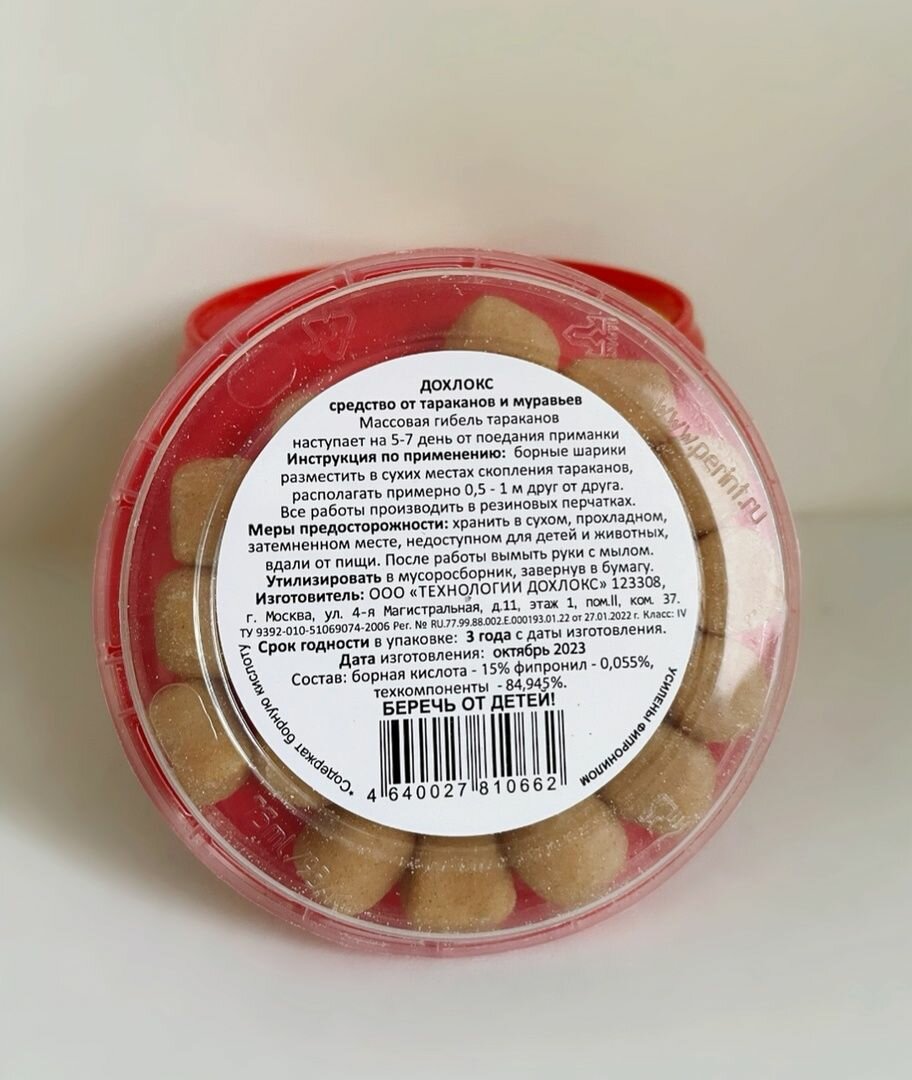 ДОХЛОКС
средство от тараканов и муравьев
Массовая гибель тараканов
наступает на 5-7 день от поедания приманки
Инструкция по применению: борные шарики
разместить в сухих местах скопления тараканов,
располагать примерно 0,5 - 1 м друг от друга.
Все работы производить в резиновых перчатках.
Меры предосторожности: хранить в сухом, прохладном,
затемненном месте, недоступном для детей и животных,
вдали от пищи. После работы вымыть руки с мылом.
Утилизировать в мусоросборник, завернув в бумагу.
Изготовитель: ООО «ТЕХНОЛОГИИ ДОХЛОКС» 123308,
г. Москва, ул. 4-я Магистральная, д.11, этаж 1, пом.II, ком. 37.
ТУ 9392-010-51069074-2006 Рег. № RU.77.99.88.002.E.000193.01.22 от 27.01.2022 г. Класс: IV
Срок годности в упаковке: 3 года с даты изготовления.
Дата изготовления: октябрь 2023
Состав: борная кислота - 15% фипронил - 0,055%,
техкомпоненты - 84,945%.
БЕРЕЧЬ ОТ ДЕТЕЙ!
4 640027 810662
*Содержат борную кислоту
усилены фипронилом
www.perint.ru